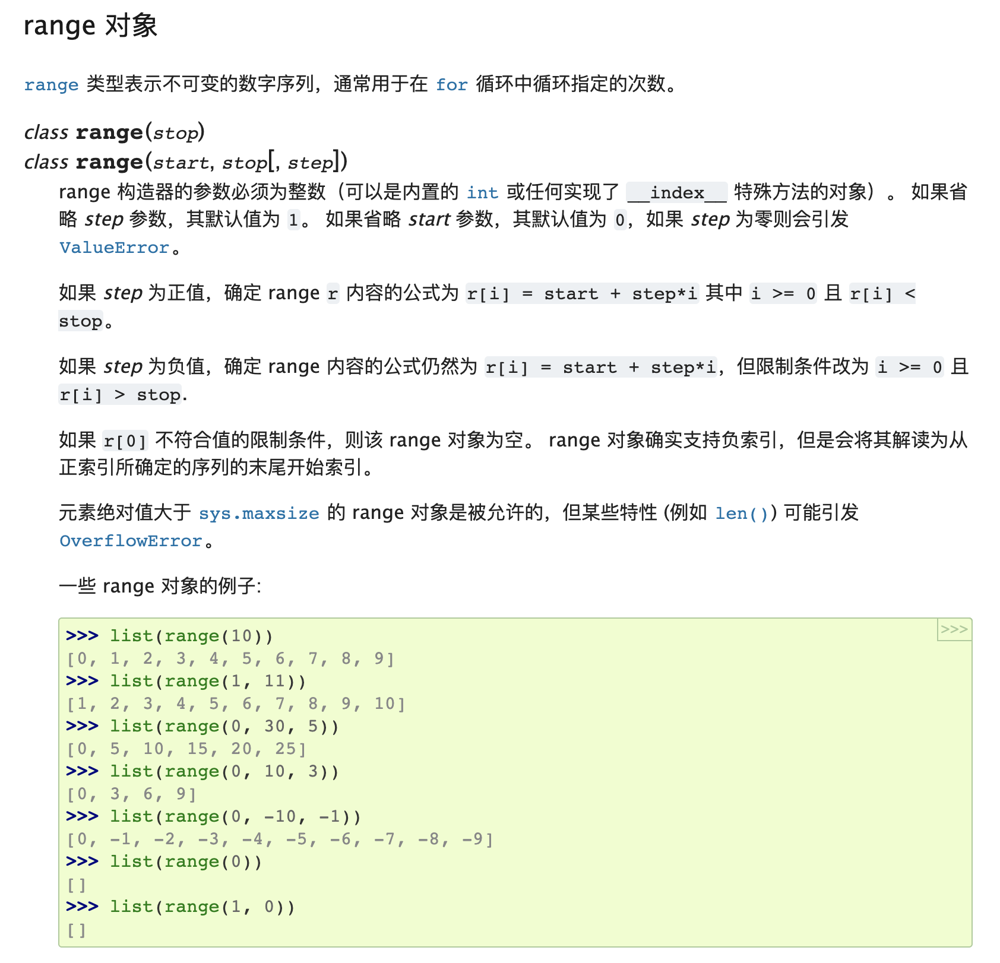 range 对象
range 类型表示不可变的数字序列，通常用于在 for 循环中循环指定的次数。
class range(stop)
class range(start, stop[, step])
range 构造器的参数必须为整数（可以是内置的 int 或任何实现了 __index__ 特殊方法的对象）。 如果省
略 step 参数，其默认值为 1。 如果省略 start 参数，其默认值为 0，如果 step 为零则会引发
ValueError。
如果 step 为正值，确定 range r 内容的公式为 r[i] = start + step*i 其中 i >= 0 且 r[i] <
stop。
如果 step 为负值，确定 range 内容的公式仍然为 r[i] = start + step*i，但限制条件改为 i >= 0 且
r[i] > stop.
如果 r[0] 不符合值的限制条件，则该 range 对象为空。 range 对象确实支持负索引，但是会将其解读为从
正索引所确定的序列的末尾开始索引。
元素绝对值大于 sys.maxsize 的 range 对象是被允许的，但某些特性 (例如 len()) 可能引发
OverflowError。
一些 range 对象的例子:
>>>
>>> list(range(10))
[0, 1, 2, 3, 4, 5, 6, 7, 8, 9]
>>> list(range(1, 11))
[1, 2, 3, 4, 5, 6, 7, 8, 9, 10]
>>> list(range(0, 30, 5))
[0, 5, 10, 15, 20, 25]
>>> list(range(0, 10, 3))
[0, 3, 6, 9]
>>> list(range(0, -10, -1))
[0, -1, -2, -3, -4, -5, -6, -7, -8, -9]
>>> list(range(0))
[]
>>> list(range(1, 0))
[]